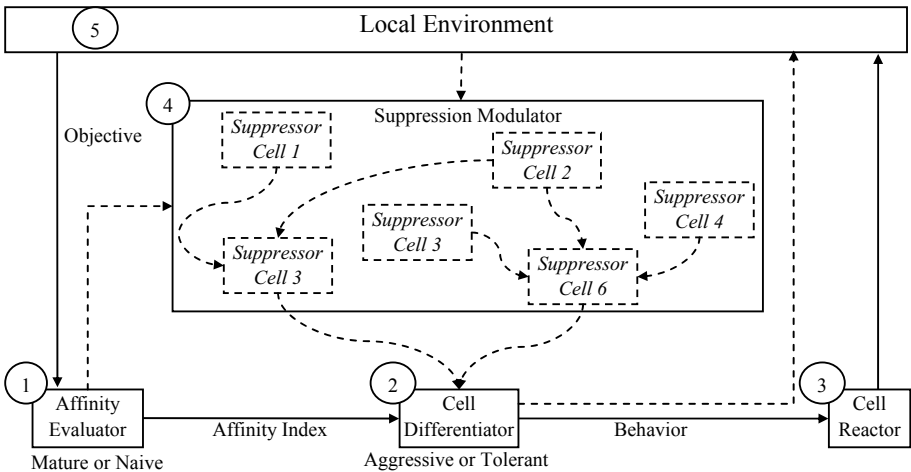 5
Local Environment
4
Suppression Modulator
Objective
Suppressor
Cell 1
Suppressor
Cell 2
Suppressor
Cell 3
Suppressor
Cell 4
Suppressor
Cell 3
Suppressor
Cell 6
1
Affinity
Evaluator
Mature or Naive
Affinity Index
2
Cell
Differentiator
Aggressive or Tolerant
Behavior
3
Cell
Reactor